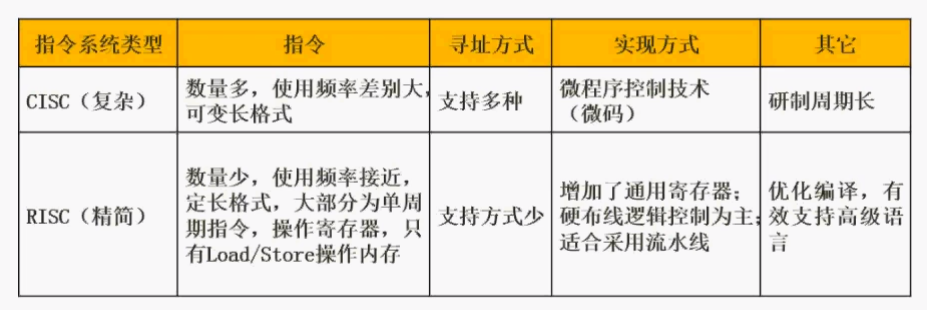 指令系统类型 指令 寻址方式 实现方式 其它
CISC（复杂）
数量多，使用频率差别大，
可变长格式
支持多种
微程序控制技术
（微码）
研制周期长
RISC（精简）
数量少，使用频率接近，
定长格式，大部分为单周
期指令，操作寄存器，只
有Load/Store操作内存
支持方式少
增加了通用寄存器；
硬布线逻辑控制为主；
适合采用流水线
优化编译，有
效支持高级语
言